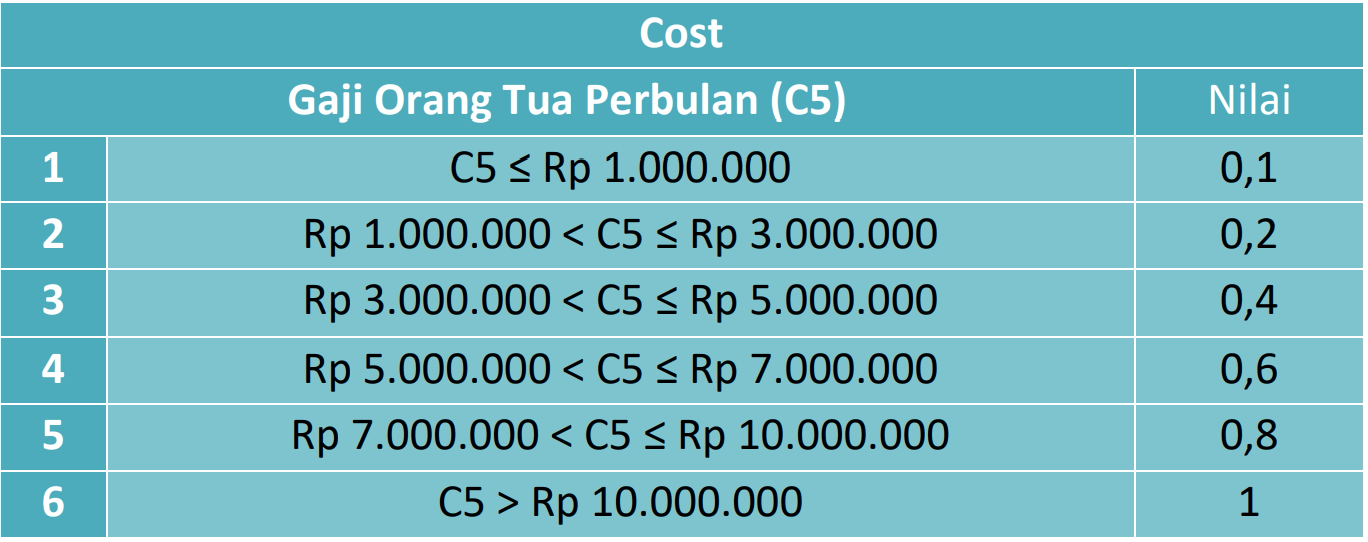 Cost
Gaji Orang Tua Perbulan (C5) Nilai
1 C5 ≤ Rp 1.000.000 0,1
2 Rp 1.000.000 < C5 ≤ Rp 3.000.000 0,2
3 Rp 3.000.000 < C5 ≤ Rp 5.000.000 0,4
4 Rp 5.000.000 < C5 ≤ Rp 7.000.000 0,6
5 Rp 7.000.000 < C5 ≤ Rp 10.000.000 0,8
6 C5 > Rp 10.000.000 1